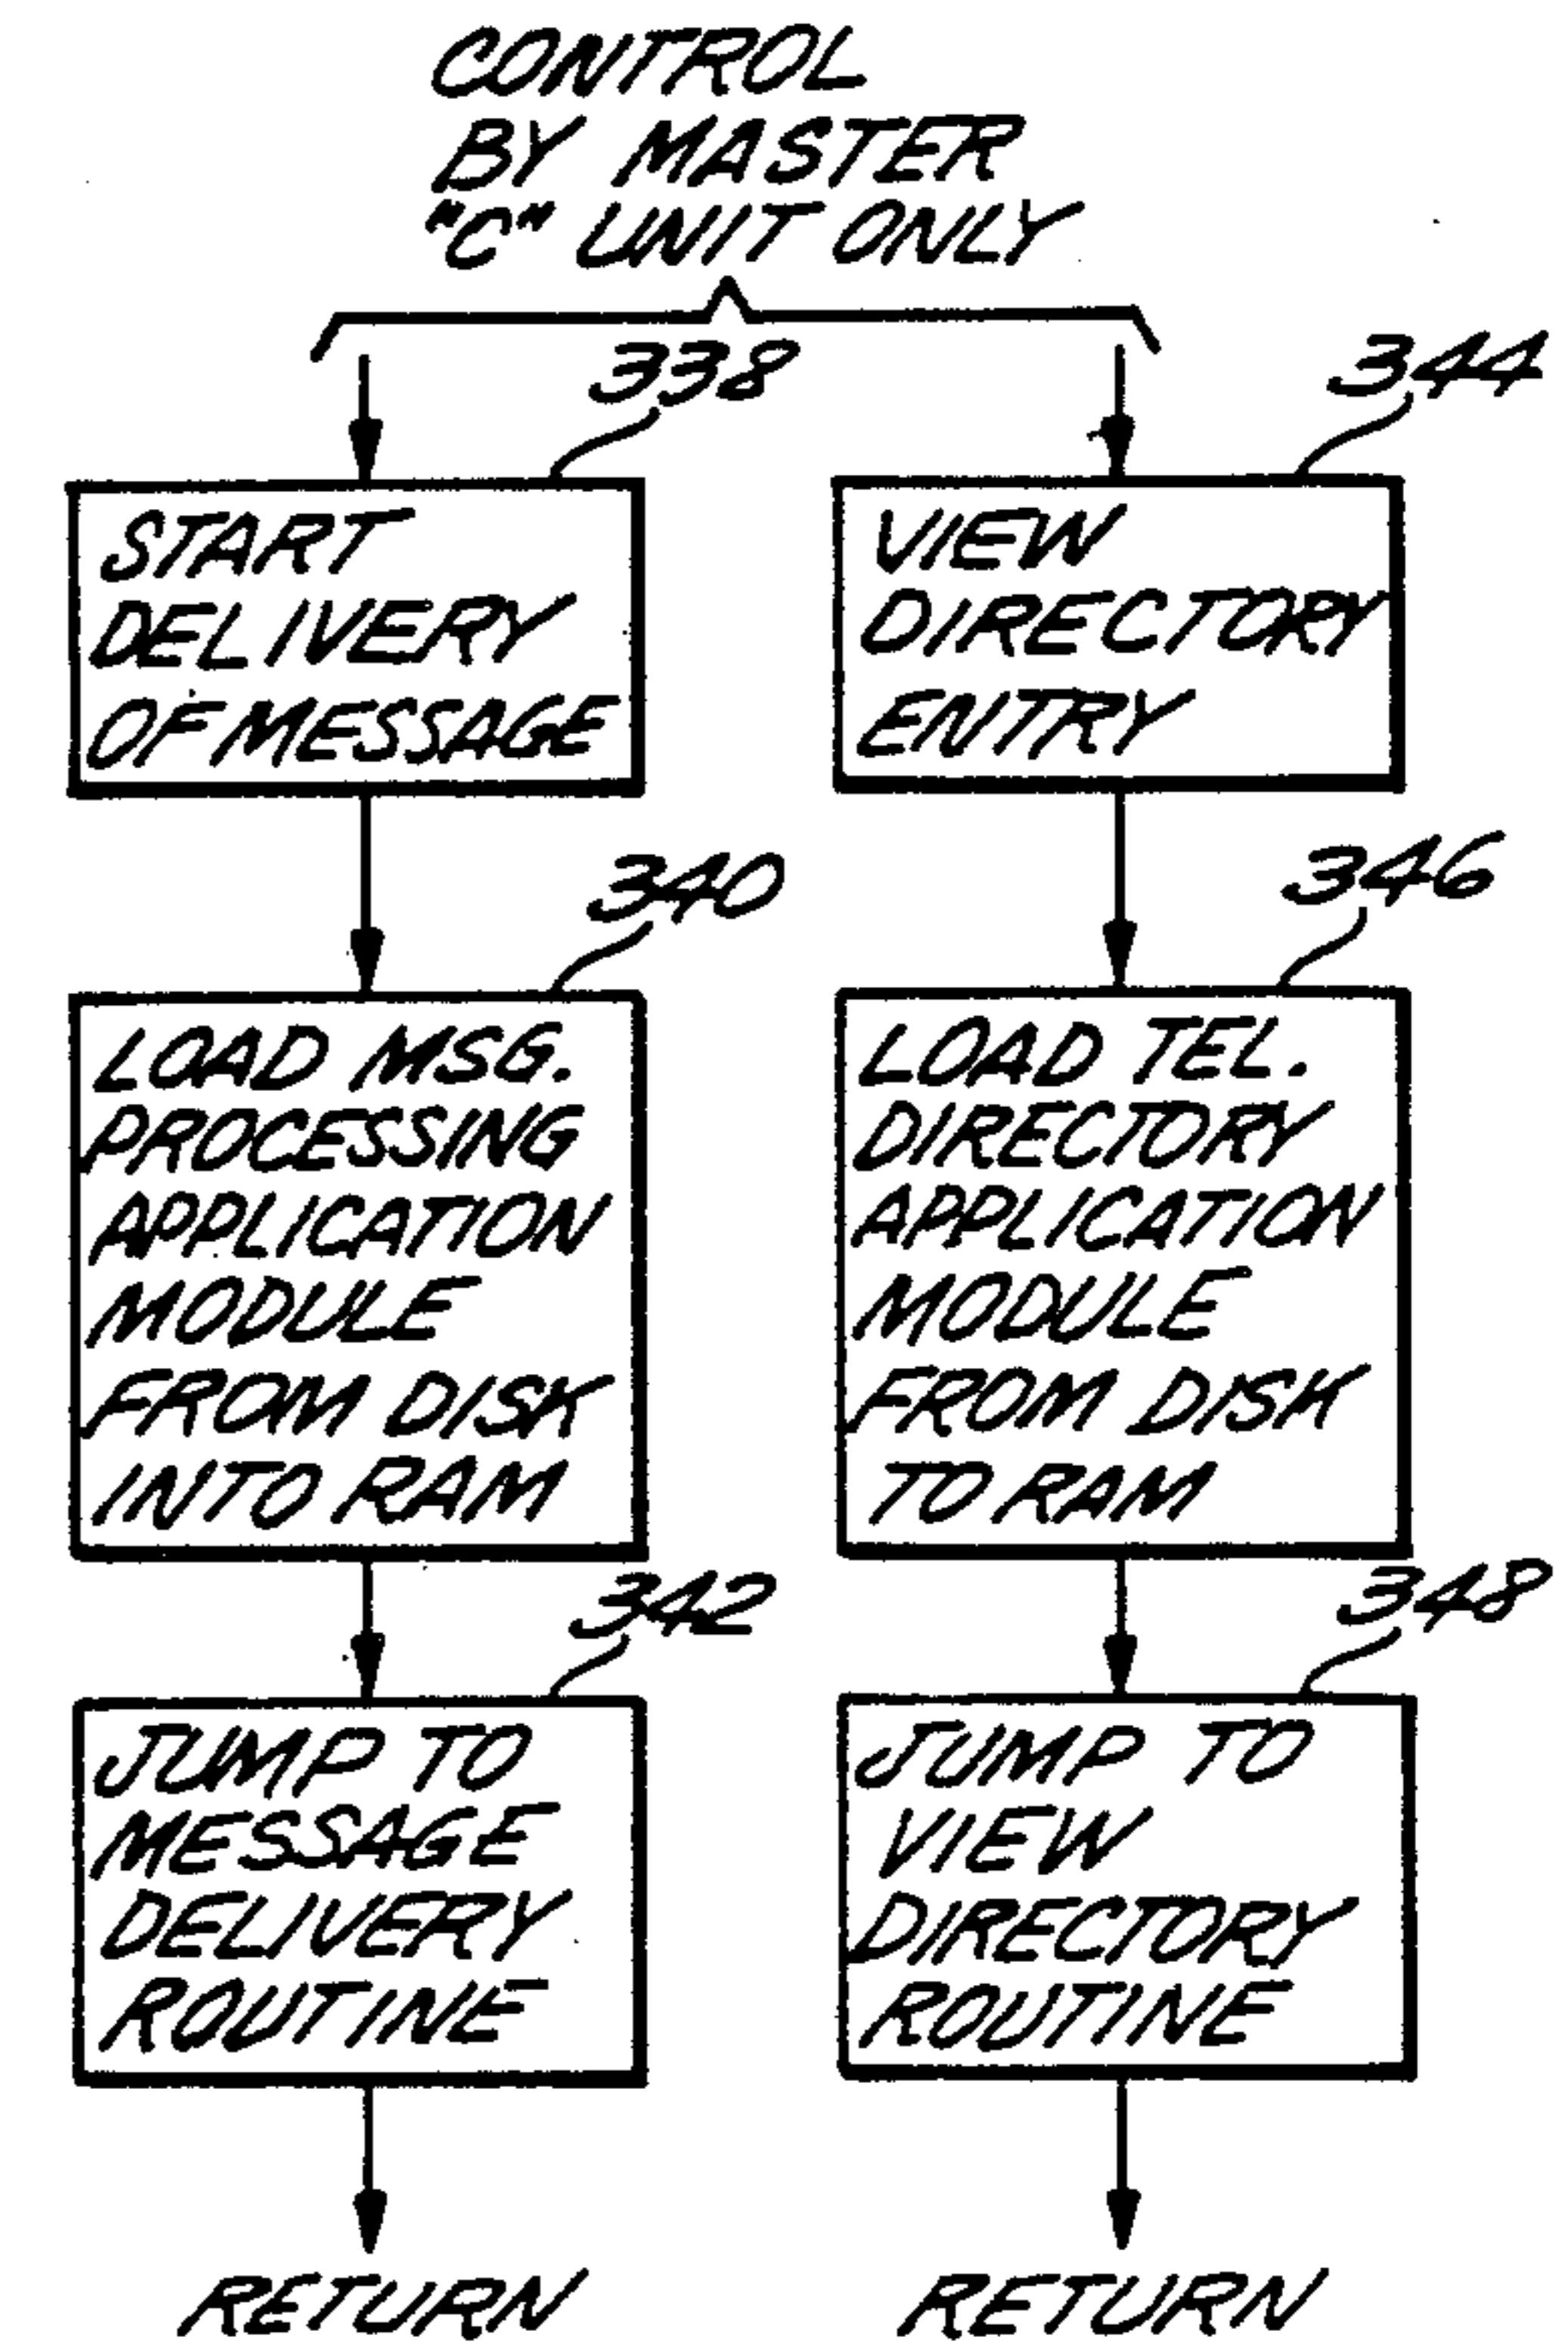 CONTROL
BY MASTER
"C" UNIT ONLY
338
START
DELIVERY
OF MESSAGE
340
LOAD MSG.
PROCESSING
APPLICATION
MODULE
FROM DISK
INTO RAM
342
JUMP TO
MESSAGE
DELIVERY
ROUTINE
RETURN
344
VIEW
DIRECTORY
ENTRY
346
LOAD TEL.
DIRECTORY
APPLICATION
MODULE
FROM DISK
TO RAM
348
JUMP TO
VIEW
DIRECTORY
ROUTINE
RETURN